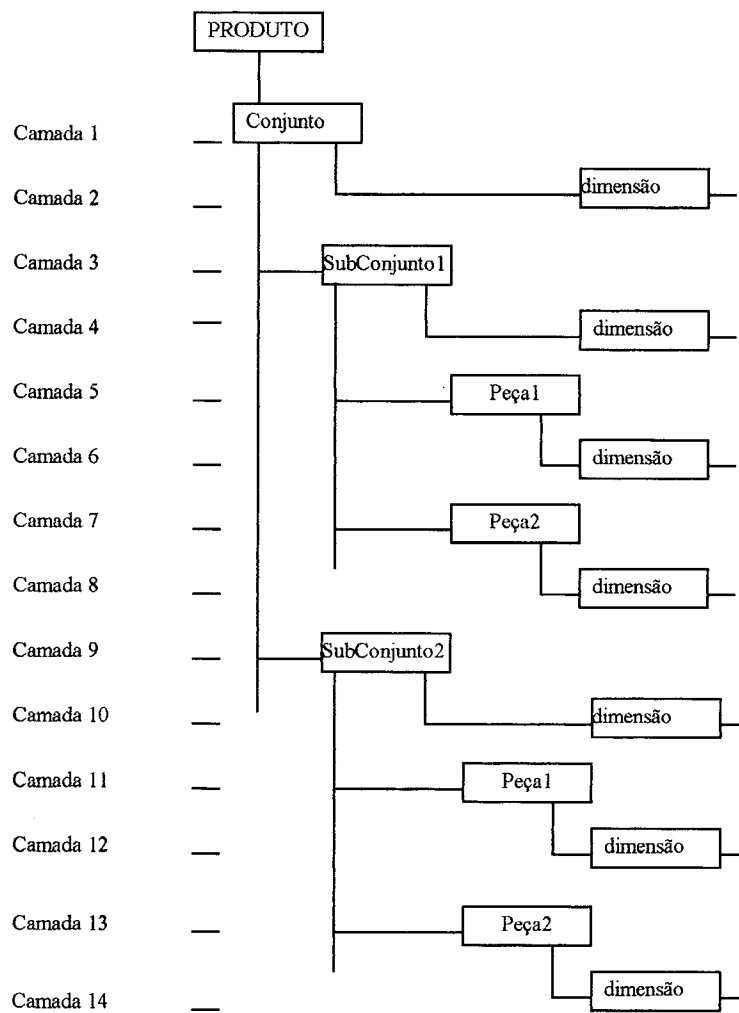 PRODUTO
Camada 1 Conjunto
Camada 2 dimensão
Camada 3 SubConjunto1
Camada 4 dimensão
Camada 5 Peça1
Camada 6 dimensão
Camada 7 Peça2
Camada 8 dimensão
Camada 9 SubConjunto2
Camada 10 dimensão
Camada 11 Peça1
Camada 12 dimensão
Camada 13 Peça2
Camada 14 dimensão